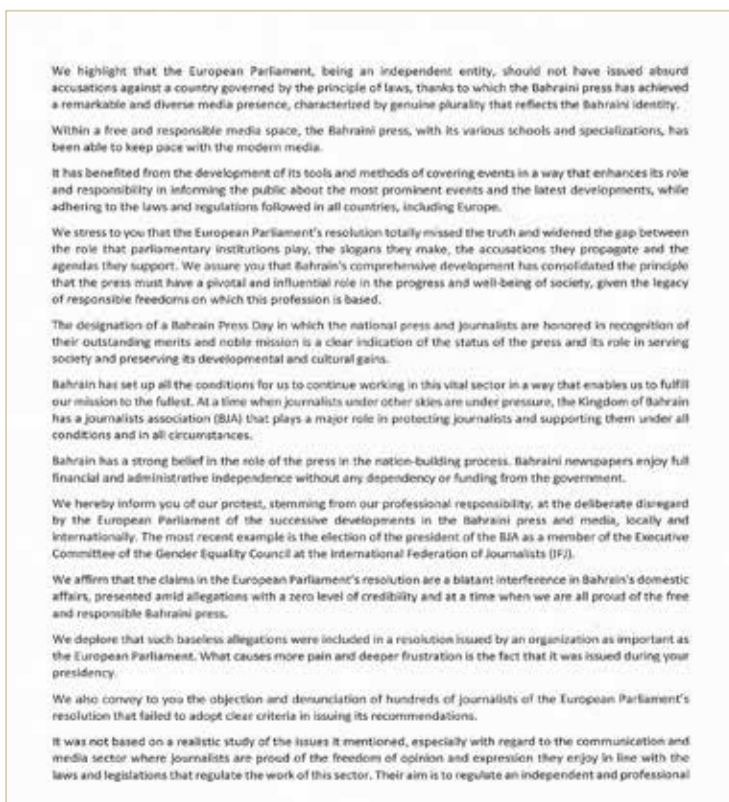 We highlight that the European Parliament, being an independent entity, should not have issued absurd
accusations against a country governed by the principle of laws, thanks to which the Bahraini press has achieved
a remarkable and diverse media presence, characterized by genuine plurality that reflects the Bahraini identity.
Within a free and responsible media space, the Bahraini press, with its various schools and specializations, has
been able to keep pace with the modern media.
It has benefited from the development of its tools and methods of covering events in a way that enhances its role
and responsibility in informing the public about the most prominent events and the latest developments, while
adhering to the laws and regulations followed in all countries, including Europe.
We stress to you that the European Parliament's resolution totally missed the truth and widened the gap between
the role that parliamentary institutions play, the slogans they make, the accusations they propagate and the
agendas they support. We assure you that Bahrain's comprehensive development has consolidated the principle
that the press must have a pivotal and influential role in the progress and well-being of society, given the legacy
of responsible freedoms on which this profession is based.
The designation of a Bahrain Press Day in which the national press and journalists are honored in recognition of
their outstanding merits and noble mission is a clear indication of the status of the press and its role in serving
society and preserving its developmental and cultural gains.
Bahrain has set up all the conditions for us to continue working in this vital sector in a way that enables us to fulfill
our mission to the fullest. At a time when journalists under other skies are under pressure, the Kingdom of Bahrain
has a journalists association (BJA) that plays a major role in protecting journalists and supporting them under all
conditions and in all circumstances.
Bahrain has a strong belief in the role of the press in the nation-building process. Bahraini newspapers enjoy full
financial and administrative independence without any dependency or funding from the government.
We hereby inform you of our protest, stemming from our professional responsibility, at the deliberate disregard
by the European Parliament of the successive developments in the Bahraini press and media, locally and
internationally. The most recent example is the election of the president of the BJA as a member of the Executive
Committee of the Gender Equality Council at the International Federation of Journalists (IFJ).
We affirm that the claims in the European Parliament's resolution are a blatant interference in Bahrain's domestic
affairs, presented amid allegations with a zero level of credibility and at a time when we are all proud of the free
and responsible Bahraini press.
We deplore that such baseless allegations were included in a resolution issued by an organization as important as
the European Parliament. What causes more pain and deeper frustration is the fact that it was issued during your
presidency.
We also convey to you the objection and denunciation of hundreds of journalists of the European Parliament's
resolution that failed to adopt clear criteria in issuing its recommendations.
It was not based on a realistic study of the issues it mentioned, especially with regard to the communication and
media sector where journalists are proud of the freedom of opinion and expression they enjoy in line with the
laws and legislations that regulate the work of this sector. Their aim is to regulate an independent and professional